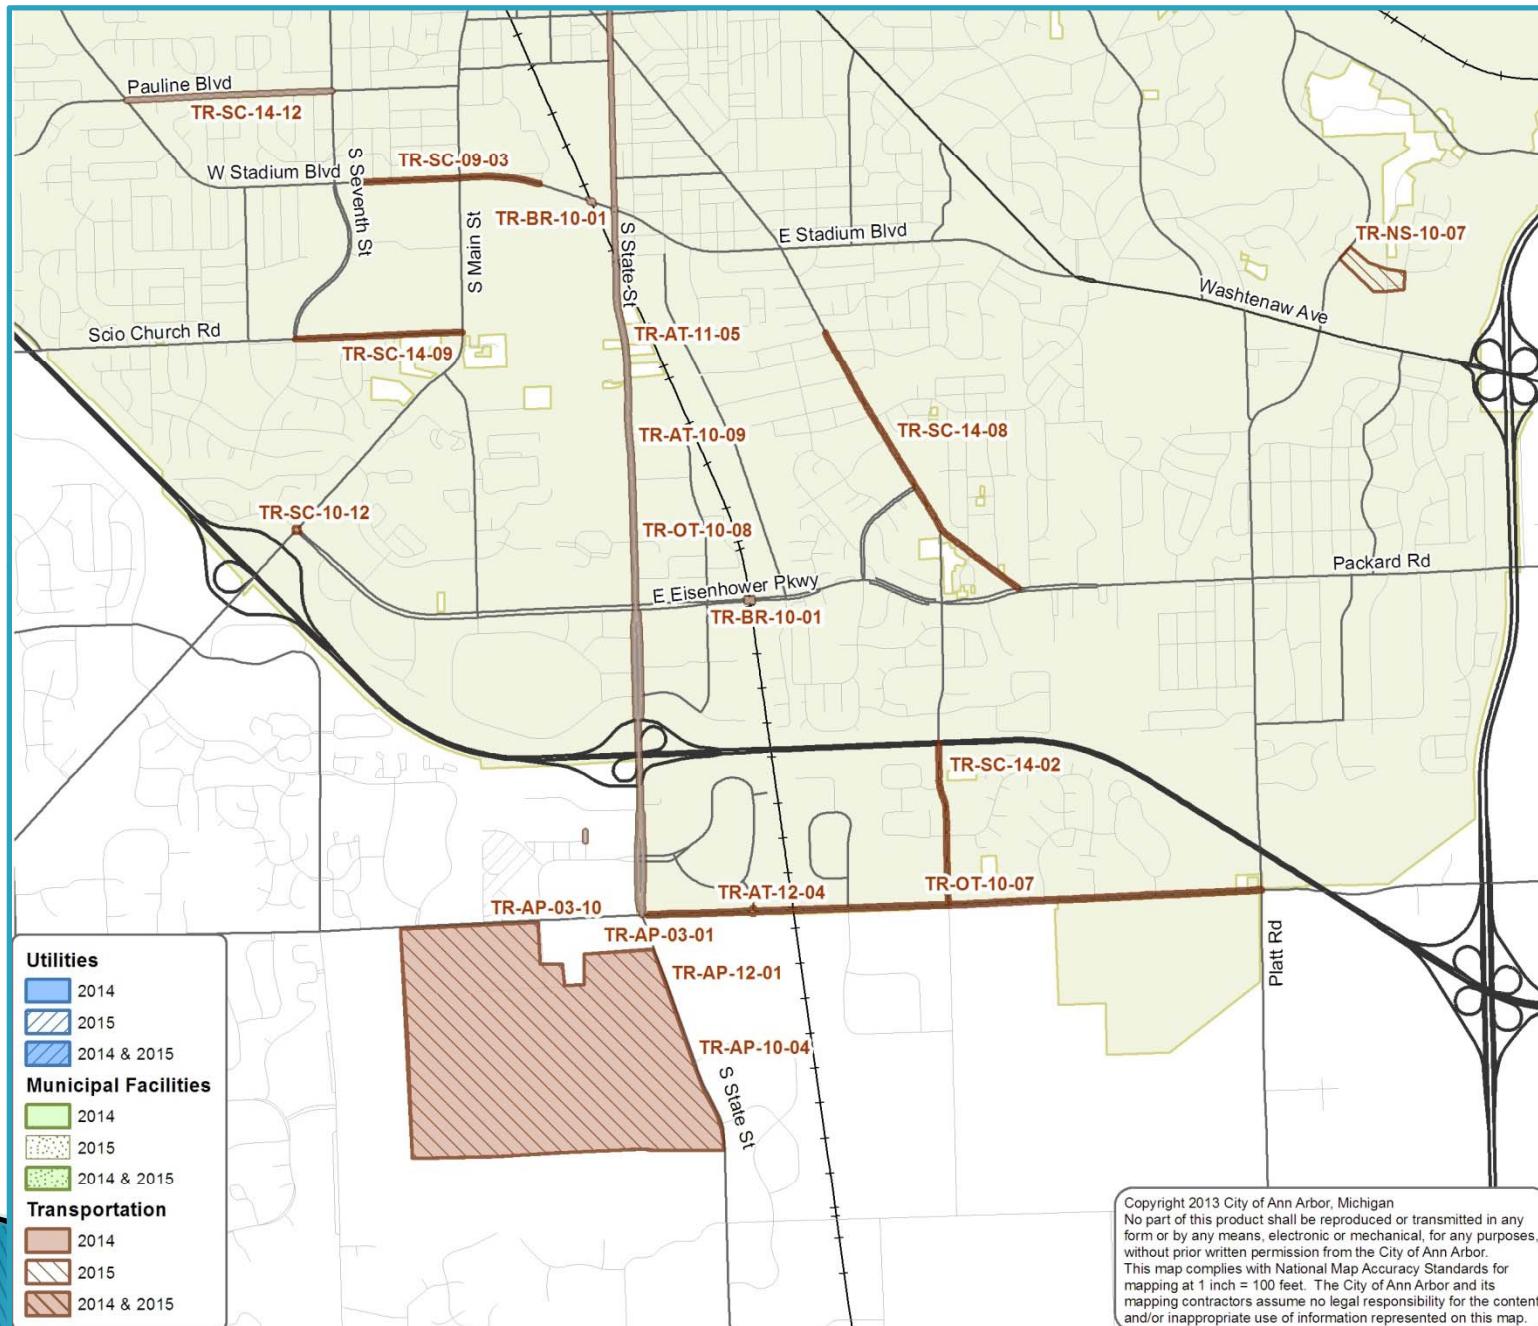 Pauline Blvd
TR-SC-14-12
W Stadium Blvd
S Seventh St
TR-SC-09-03
S Main St
TR-BR-10-01
S State St
E Stadium Blvd
TR-NS-10-07
Washtenaw Ave
Scio Church Rd
TR-SC-14-09
TR-AT-11-05
TR-AT-10-09
TR-SC-14-08
TR-SC-10-12
TR-OT-10-08
E Eisenhower Pkwy
Packard Rd
TR-BR-10-01
TR-SC-14-02
TR-AT-12-04
TR-OT-10-07
TR-AP-03-10
TR-AP-03-01
TR-AP-12-01
Platt Rd
TR-AP-10-04
S State St
Utilities
2014
2015
2014 & 2015
Municipal Facilities
2014
2015
2014 & 2015
Transportation
2014
2015
2014 & 2015
Copyright 2013 City of Ann Arbor, Michigan
No part of this product shall be reproduced or transmitted in any
form or by any means, electronic or mechanical, for any purposes,
without prior written permission from the City of Ann Arbor.
This map complies with National Map Accuracy Standards for
mapping at 1 inch = 100 feet. The City of Ann Arbor and its
mapping contractors assume no legal responsibility for the content
and/or inappropriate use of information represented on this map.